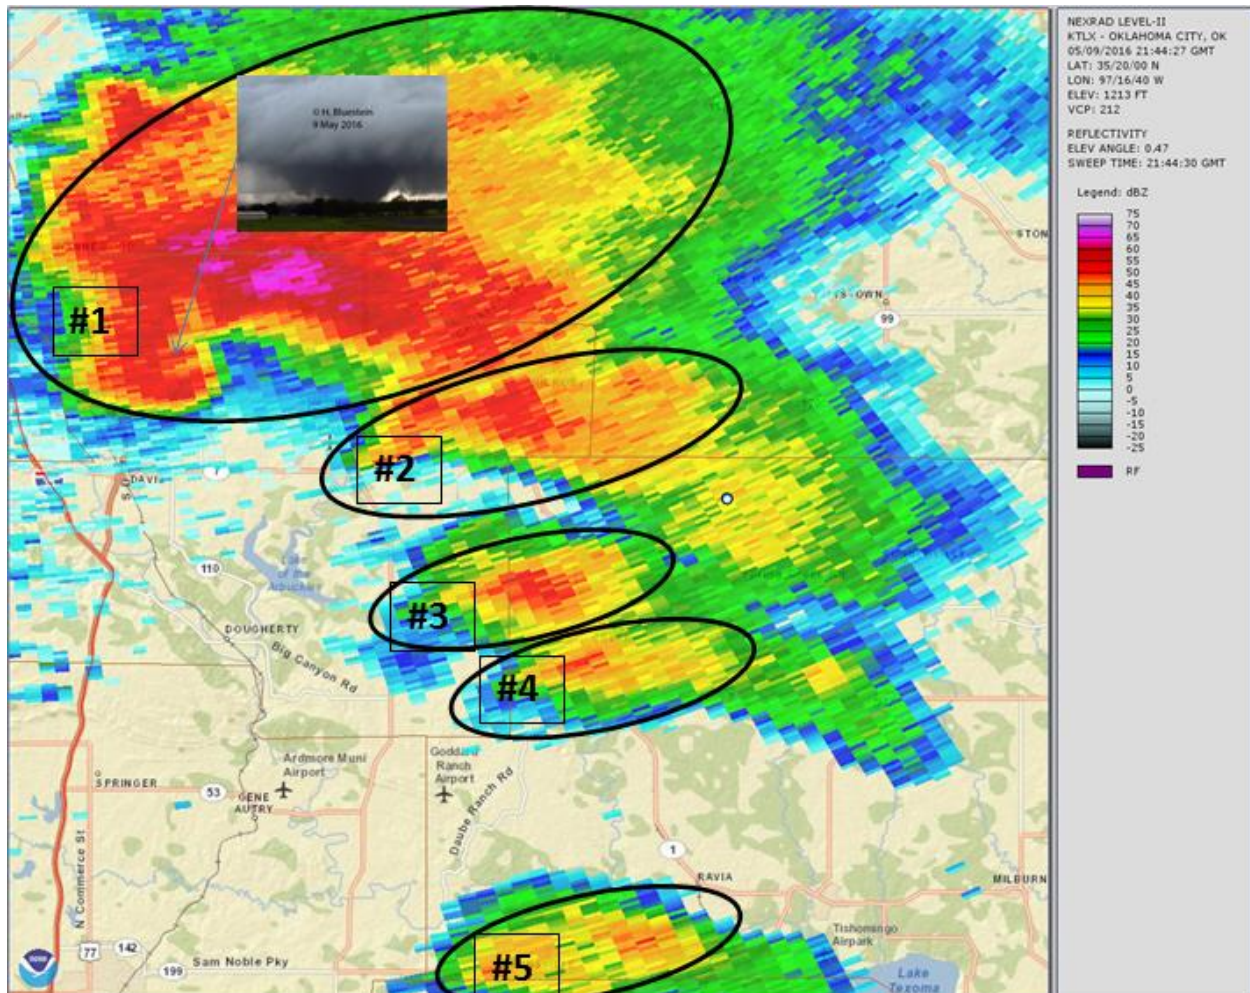 NEXRAD LEVEL-II
KTLX - OKLAHOMA CITY, OK
05/09/2016 21:44:27 GMT
LAT: 35/20/00 N
LON: 97/16/40 W
ELEV: 1213 FT
VCP: 212
REFLECTIVITY
ELEV ANGLE: 0.47
SWEEP TIME: 21:44:30 GMT
Legend: dBZ
75
70
65
60
55
50
45
40
35
30
25
20
15
10
5
0
-5
-10
-15
-20
-25
RF
© H. Bluestein
9 May 2016
#1
#2
#3
#4
#5
STON
99
7
110
DOUGHERTY
Big Canyon Rd
Ardmore Muni
Airport
Goddard
Ranch
Airport
SPRINGER
53
GENE
AUTRY
Daube Ranch Rd
N Commerce St
1
RAVIA
MILBURN
Tishomingo
Airpark
77
142
199
Sam Noble Pky
Lake
Texoma